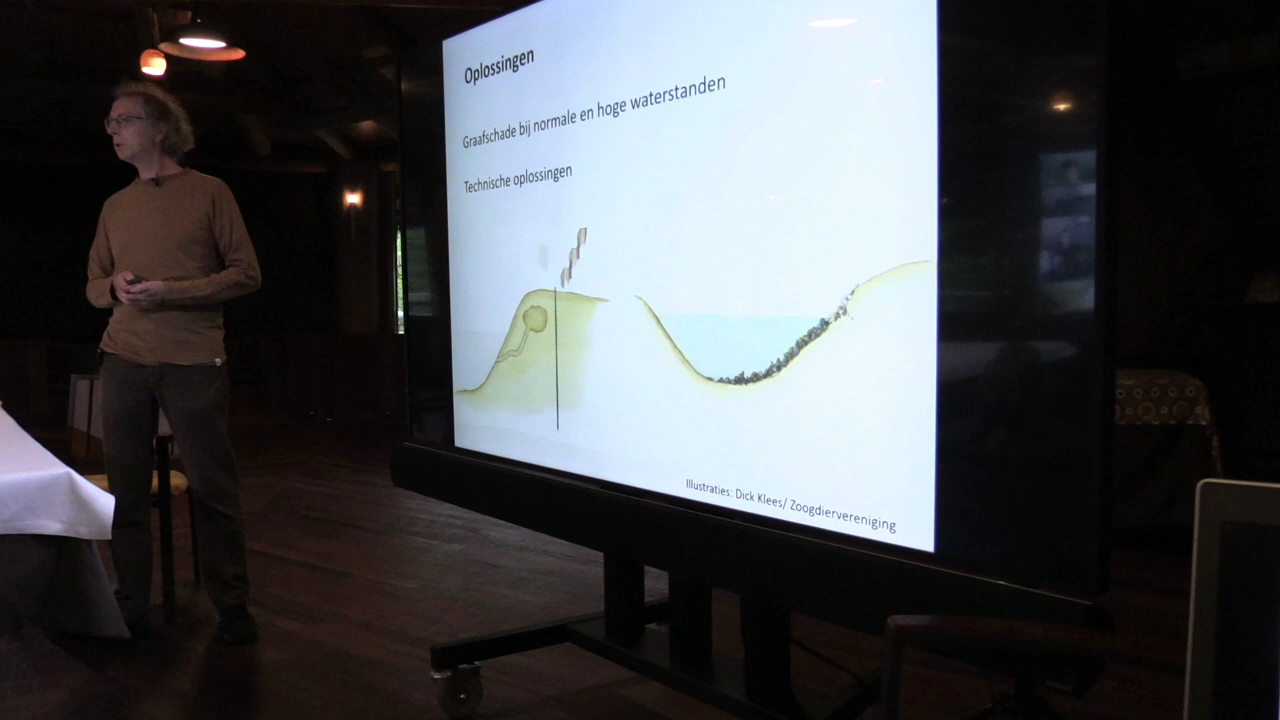 Oplossingen
Graafschade bij normale en hoge waterstanden
Technische oplossingen
Illustraties: Dick Klees/ Zoogdiervereniging